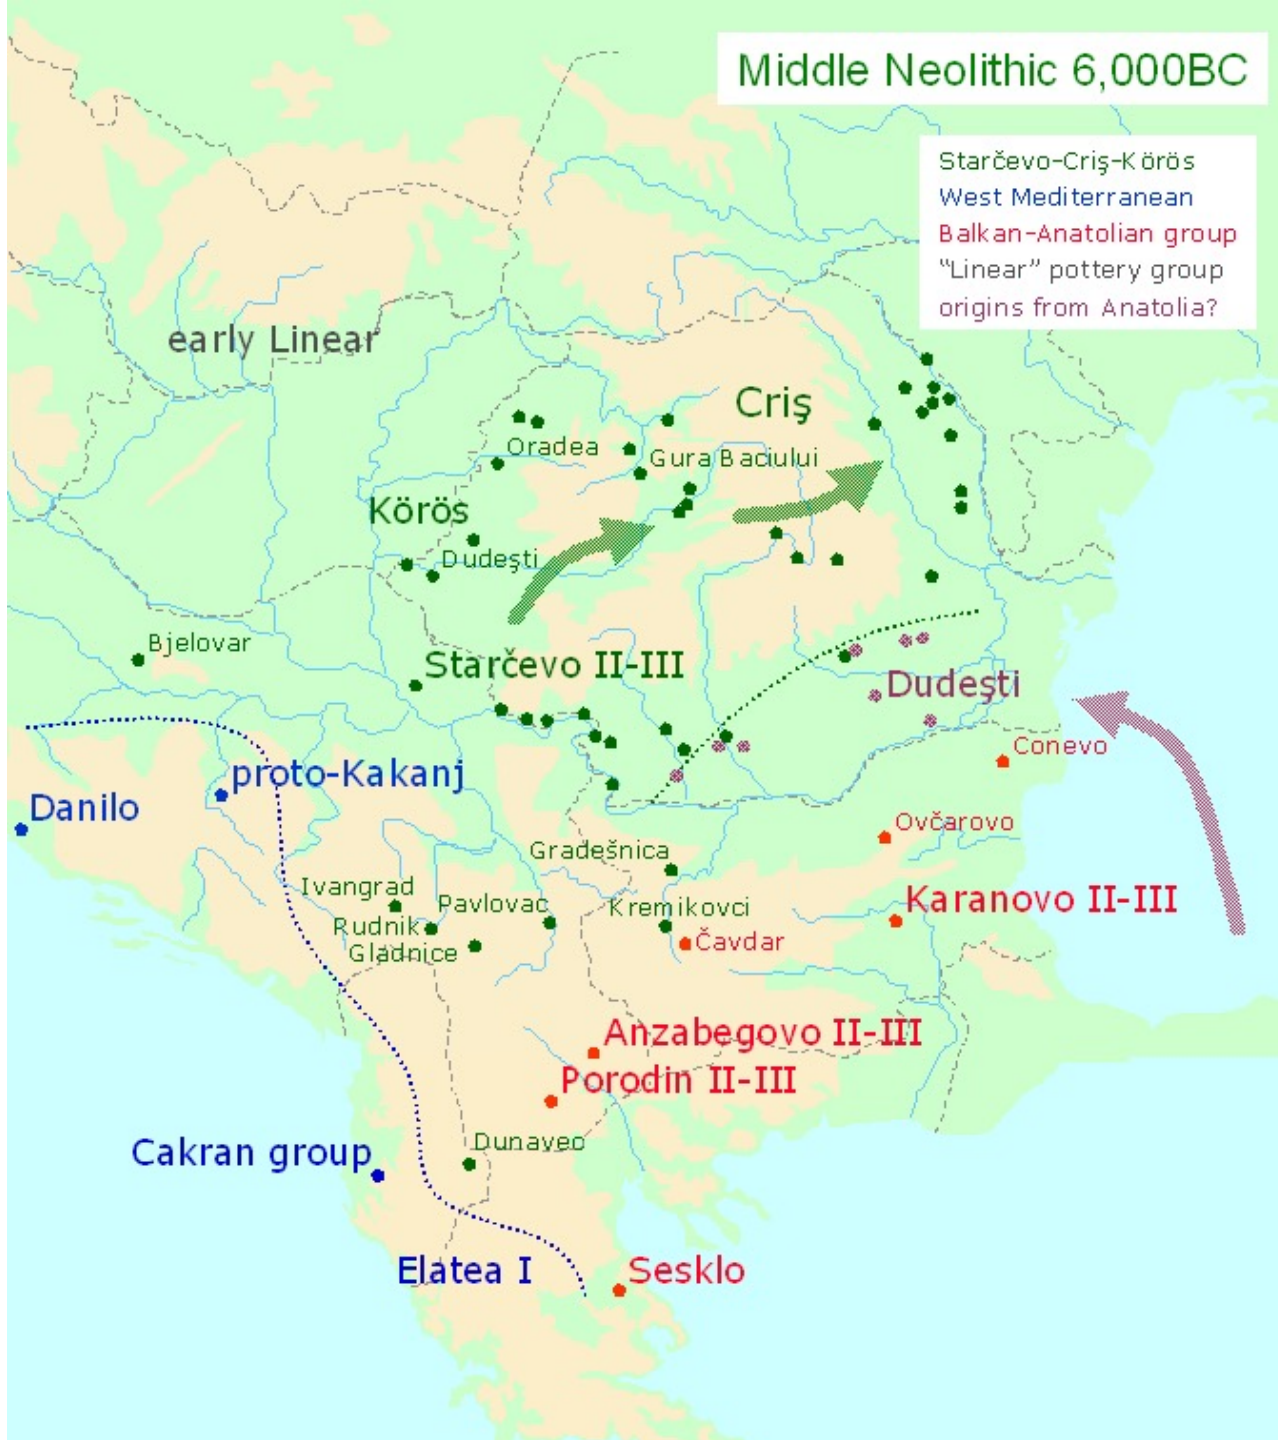 Middle Neolithic 6,000BC
Starčevo-Criş-Körös
West Mediterranean
Balkan-Anatolian group
“Linear” pottery group
origins from Anatolia?
early Linear
Criş
Oradea
Gura Baciului
Körös
Dudeşti
Bjelovar
Starčevo II-III
Dudeşti
Conevo
proto-Kakanj
Danilo
Ovčarovo
Gradešnica
Ivangrad
Pavlovac
Kremikovci
Karanovo II-III
Rudnik
Čavdar
Gladnice
Anzabegovo II-III
Porodin II-III
Dunavec
Cakran group
Elatea I
Sesklo